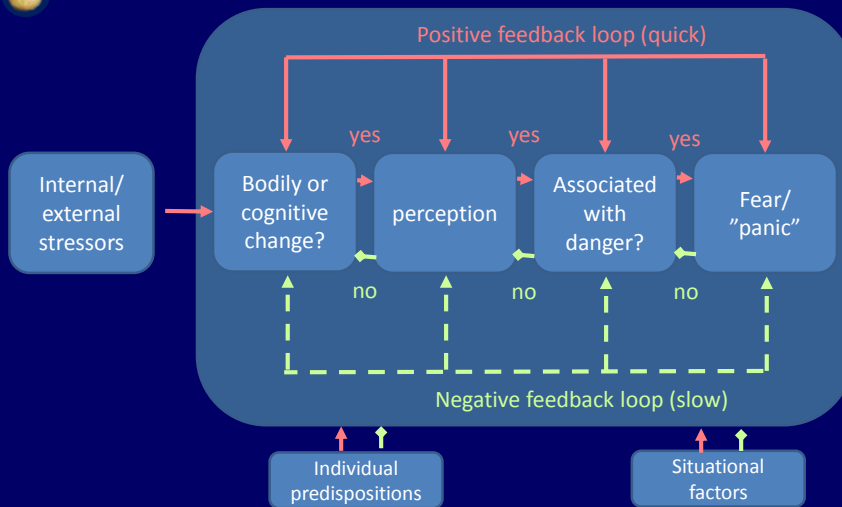 Positive feedback loop (quick)
yes
yes
yes
Internal/
external
stressors
Bodily or
cognitive
change?
perception
Associated
with
danger?
Fear/
”panic”
no
no
no
Negative feedback loop (slow)
Individual
predispositions
Situational
factors